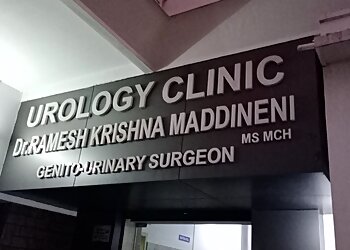 UROLOGY CLINIC
Dr.RAMESH KRISHNA MADDINENI
MS MCH
GENITO-URINARY SURGEON